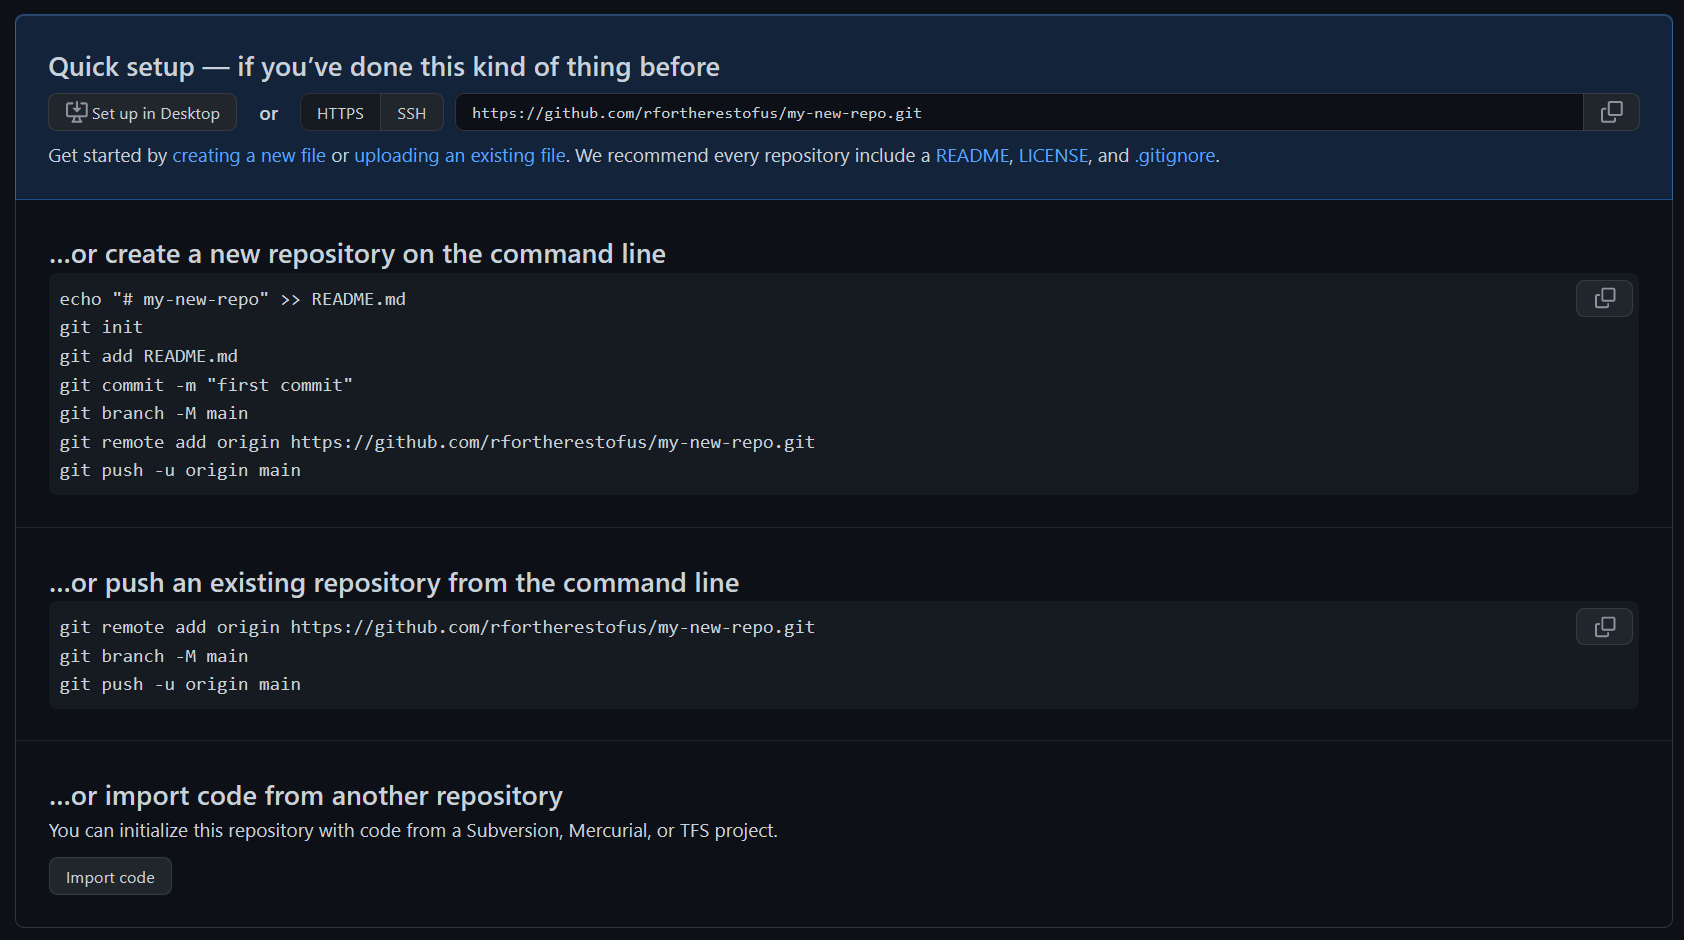 Quick setup — if you’ve done this kind of thing before
Set up in Desktop or HTTPS SSH https://github.com/rfortherestofus/my-new-repo.git
Get started by creating a new file or uploading an existing file. We recommend every repository include a README, LICENSE, and .gitignore.
…or create a new repository on the command line
echo "# my-new-repo" >> README.md
git init
git add README.md
git commit -m "first commit"
git branch -M main
git remote add origin https://github.com/rfortherestofus/my-new-repo.git
git push -u origin main
…or push an existing repository from the command line
git remote add origin https://github.com/rfortherestofus/my-new-repo.git
git branch -M main
git push -u origin main
…or import code from another repository
You can initialize this repository with code from a Subversion, Mercurial, or TFS project.
Import code